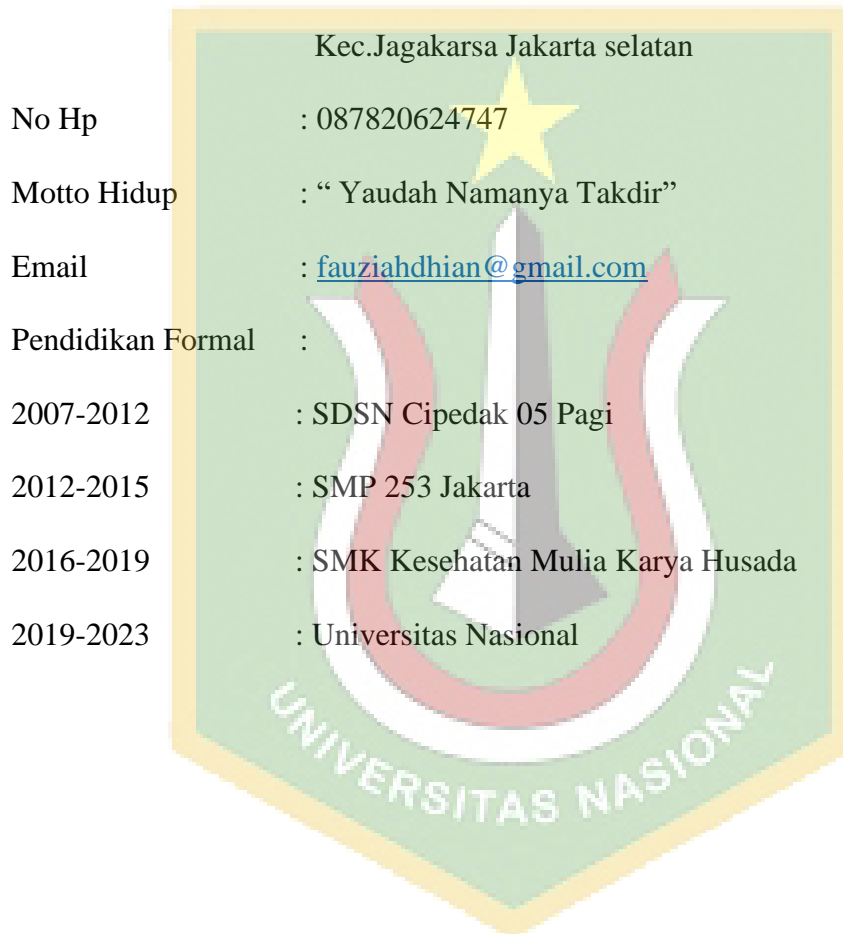 Kec.Jagakarsa Jakarta selatan
No Hp : 087820624747
Motto Hidup : “ Yaudah Namanya Takdir”
Email : fauziahdhian@gmail.com
Pendidikan Formal :
2007-2012 : SDSN Cipedak 05 Pagi
2012-2015 : SMP 253 Jakarta
2016-2019 : SMK Kesehatan Mulia Karya Husada
2019-2023 : Universitas Nasional
UNIVERSITAS NASIONAL